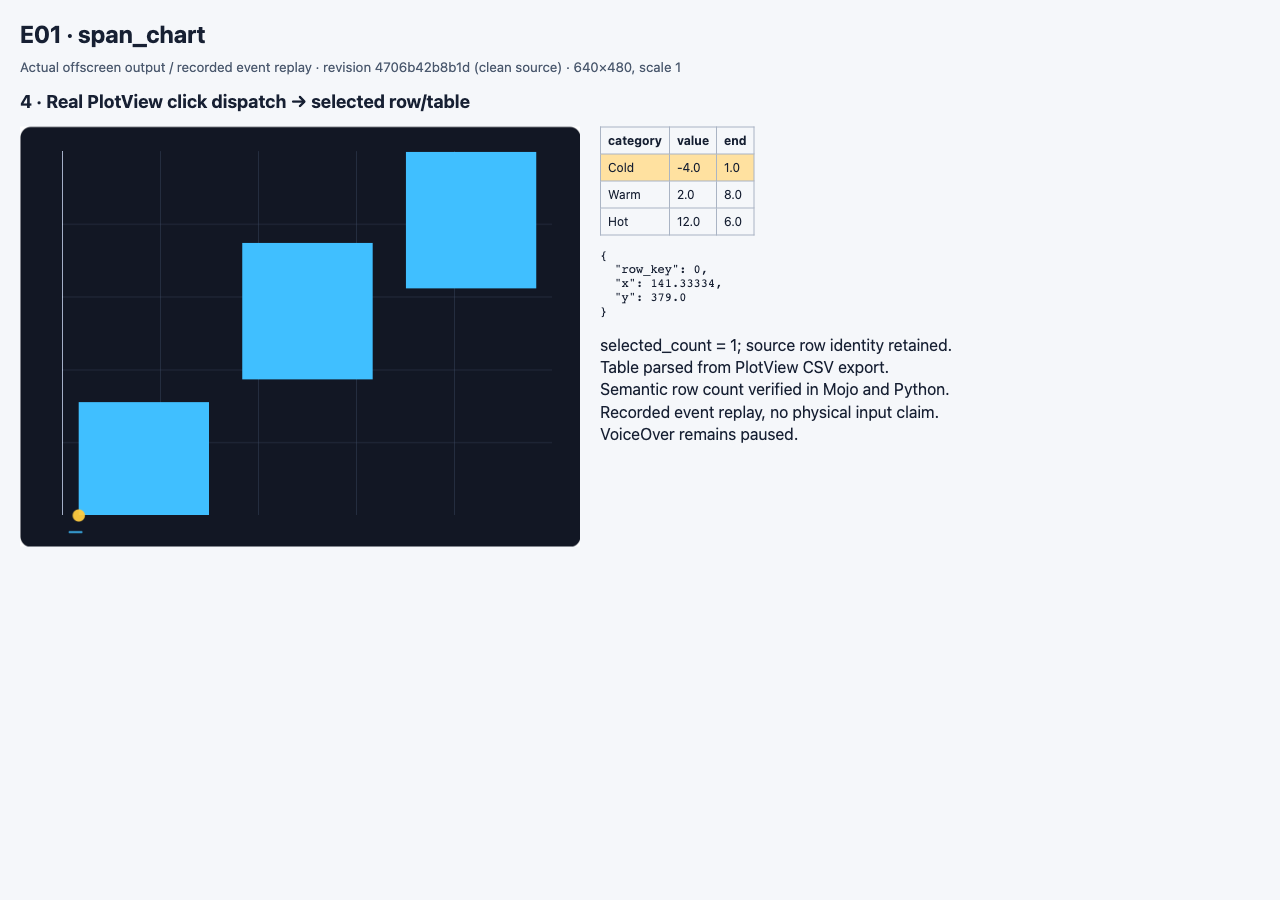 E01 · span_chart
Actual offscreen output / recorded event replay · revision 4706b42b8b1d (clean source) · 640×480, scale 1
4 · Real PlotView click dispatch → selected row/table
category value end
Cold -4.0 1.0
Warm 2.0 8.0
Hot 12.0 6.0
{
"row_key": 0,
"x": 141.33334,
"y": 379.0
}
selected_count = 1; source row identity retained.
Table parsed from PlotView CSV export.
Semantic row count verified in Mojo and Python.
Recorded event replay, no physical input claim.
VoiceOver remains paused.